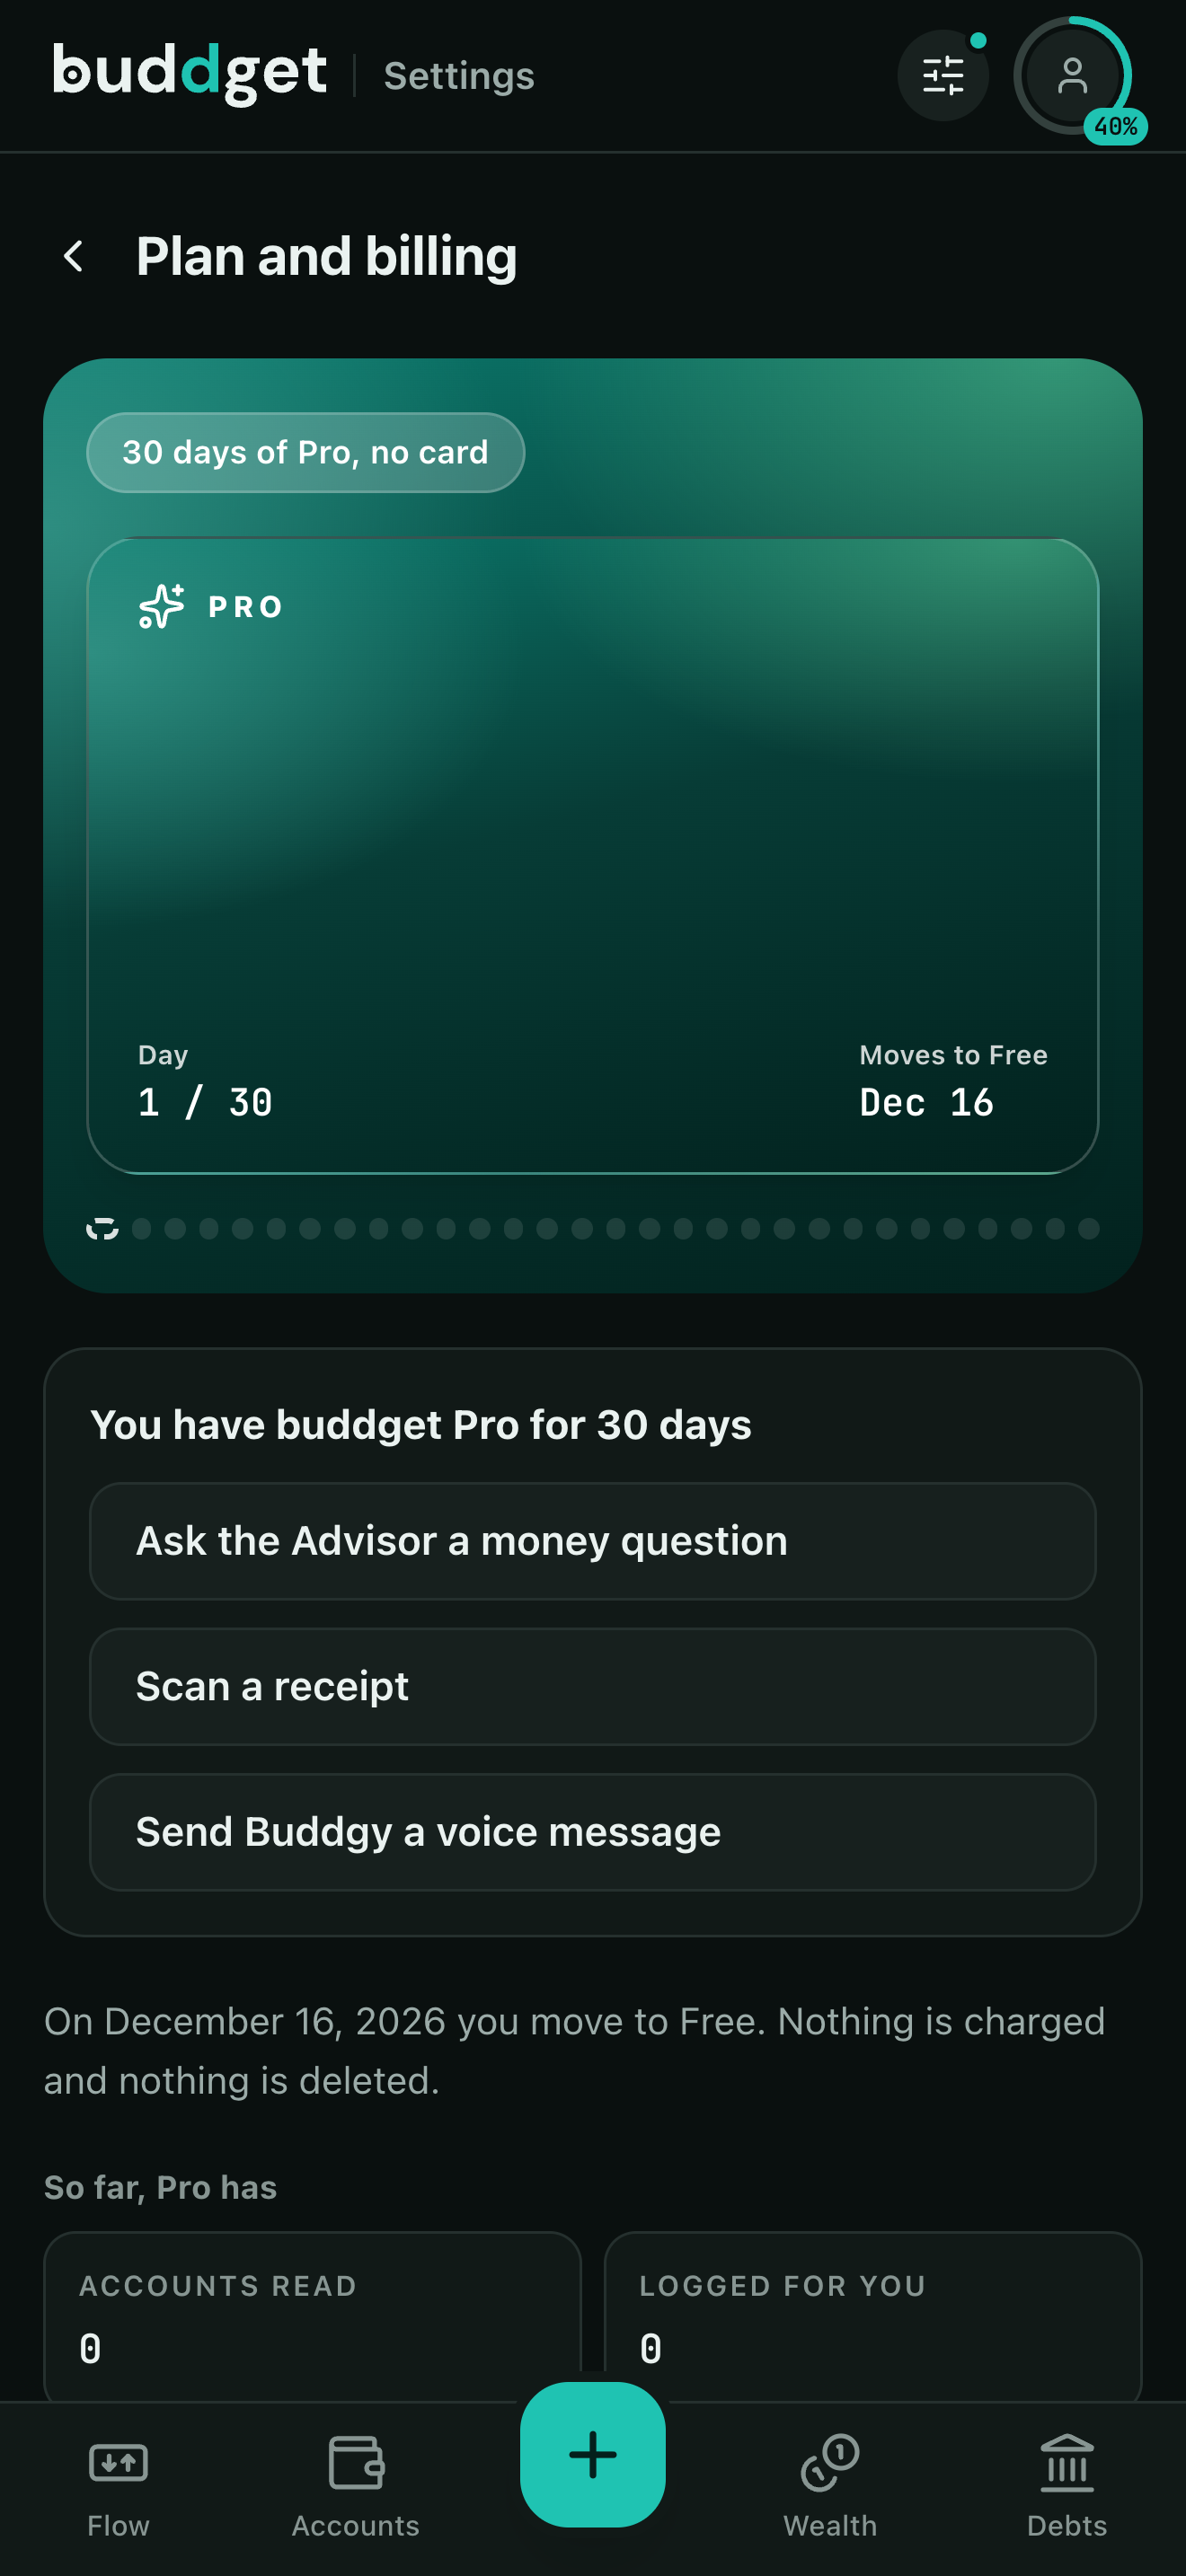 buddget
Settings
40%
Plan and billing
30 days of Pro, no card
PRO
Day
Moves to Free
1 / 30
Dec 16
You have buddget Pro for 30 days
Ask the Advisor a money question
Scan a receipt
Send Buddgy a voice message
On December 16, 2026 you move to Free. Nothing is charged
and nothing is deleted.
So far, Pro has
ACCOUNTS READ
LOGGED FOR YOU
0
0
Flow
Accounts
Wealth
Debts